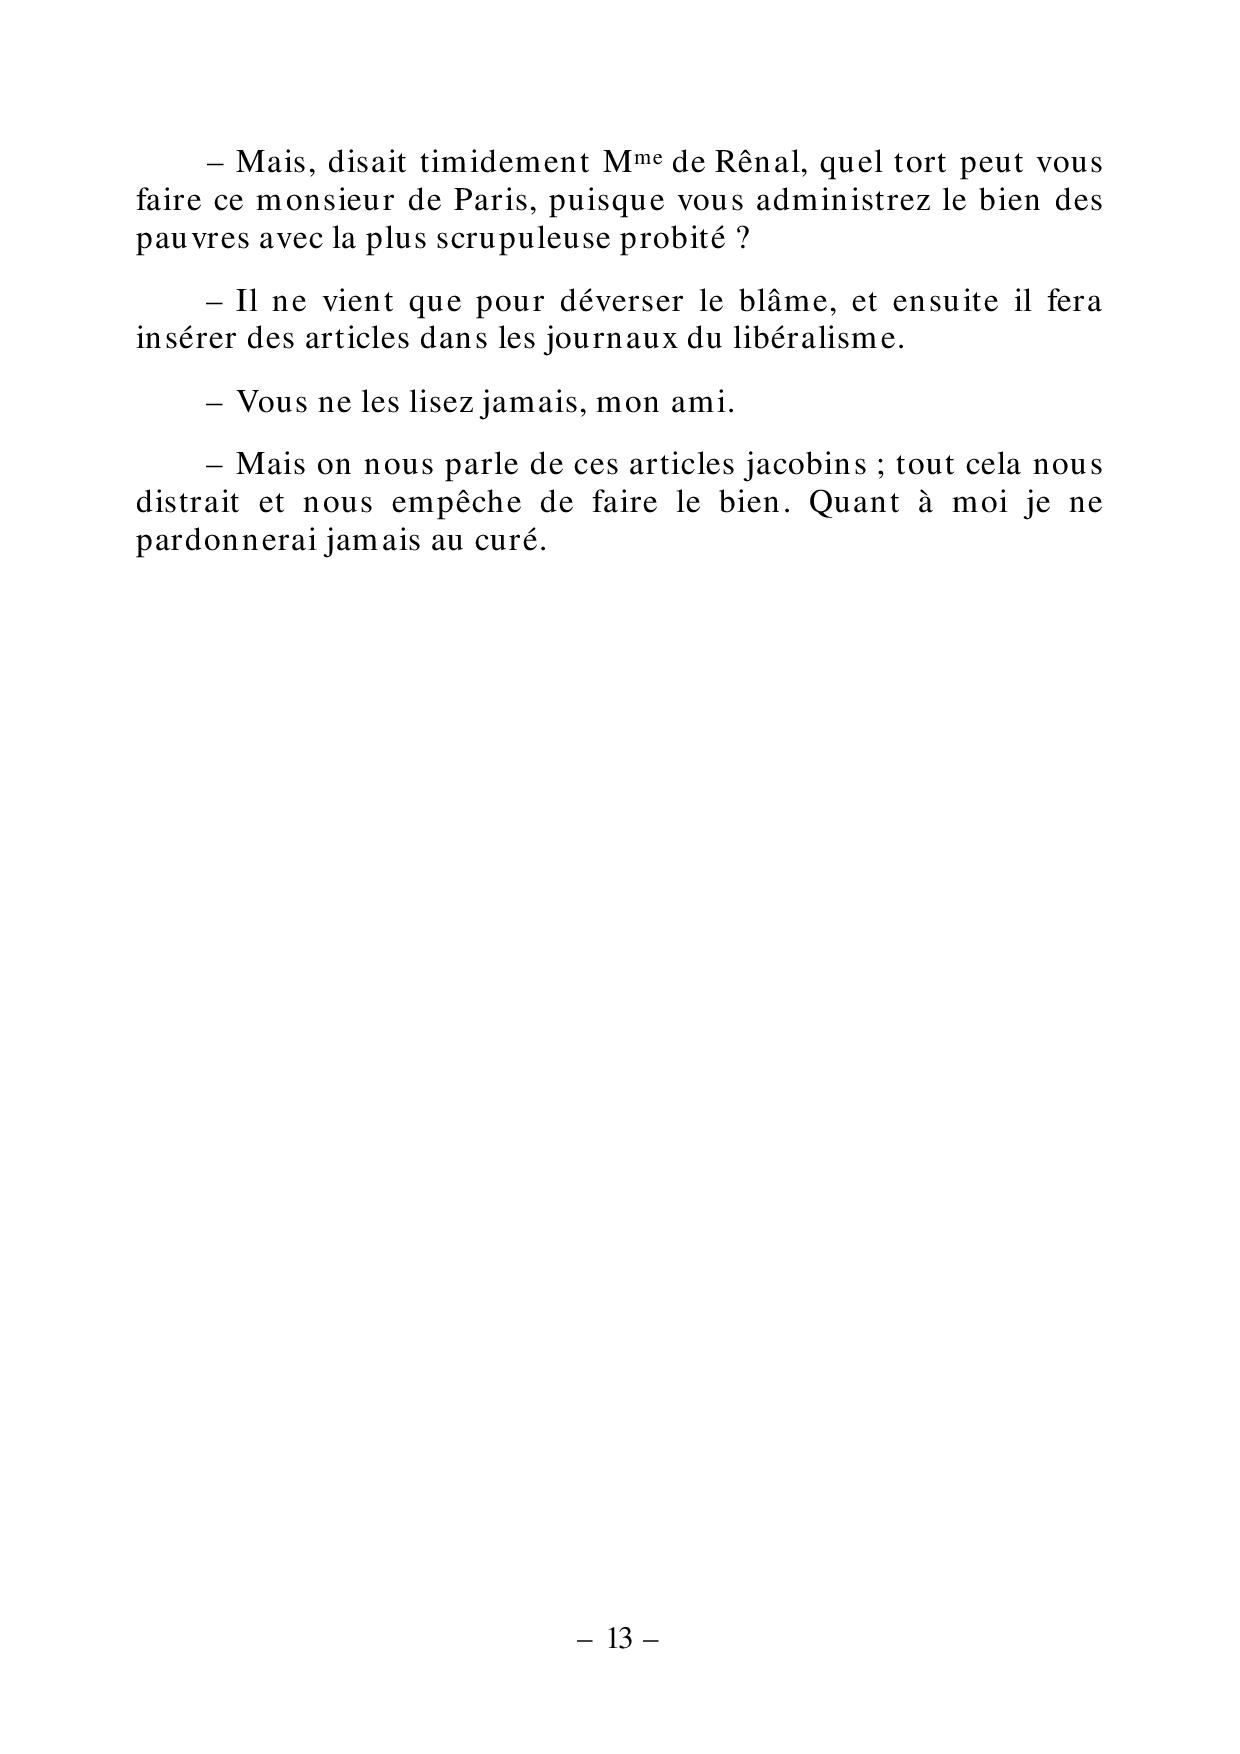 – Mais, disait timidement Mme de Rênal, quel tort peut vous
faire ce monsieur de Paris, puisque vous administrez le bien des
pauvres avec la plus scrupuleuse probité ?
– Il ne vient que pour déverser le blâme, et ensuite il fera
insérer des articles dans les journaux du libéralisme.
– Vous ne les lisez jamais, mon ami.
– Mais on nous parle de ces articles jacobins ; tout cela nous
distrait et nous empêche de faire le bien. Quant à moi je ne
pardonnerai jamais au curé.
– 13 –